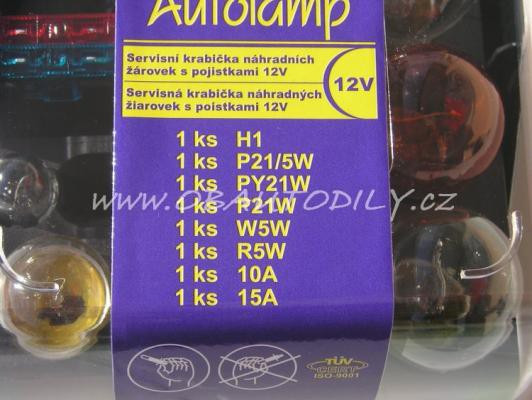 Autolamp
Servisní krabička náhradních
žárovek s pojistkami 12V
Servisná krabička náhradných
žiarovek s poistkami 12V
12V
1 ks H1
1 ks P21/5W
1 ks PY21W
www.OBAUTODILY.cz
1 ks P21W
1 ks W5W
1 ks R5W
1 ks 10A
1 ks 15A
TÜV
CERT
ISO-9001